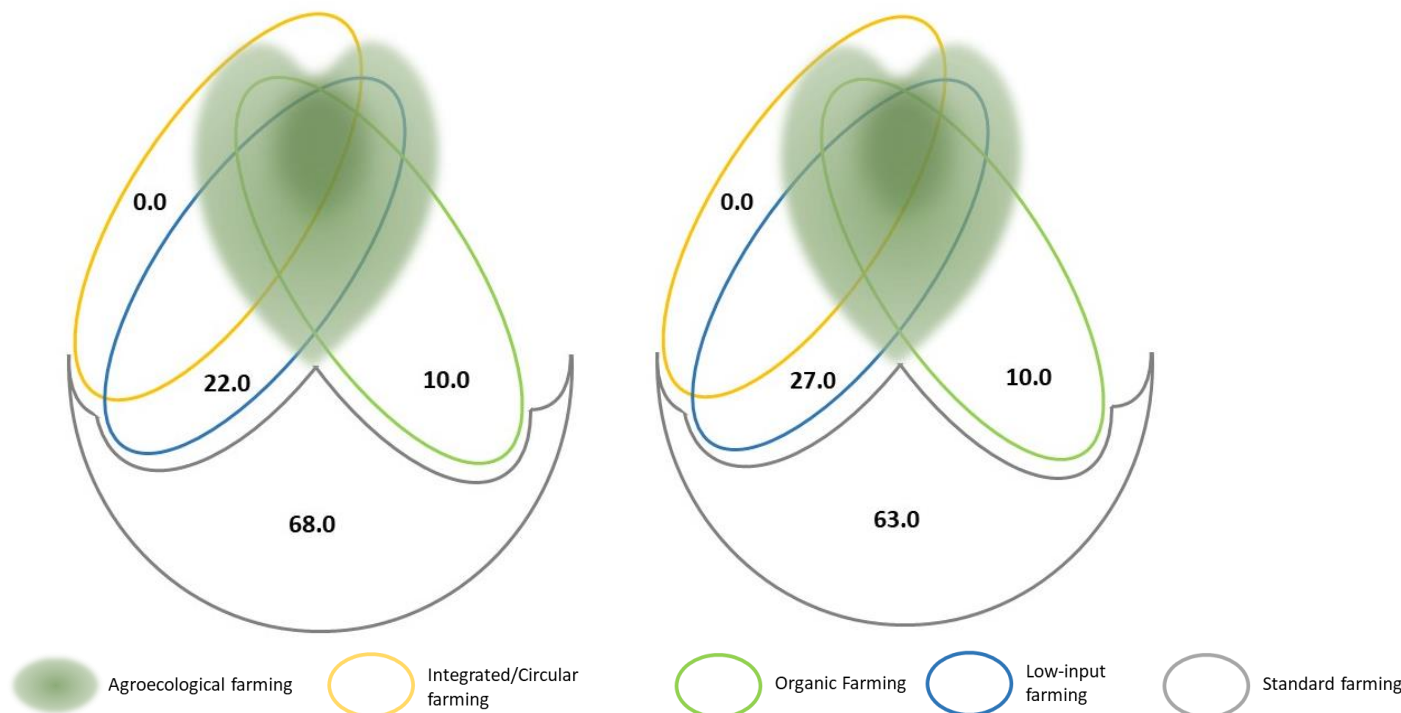 0.0
22.0
10.0
68.0
0.0
27.0
10.0
63.0
Agroecological farming
Integrated/Circular
farming
Organic Farming
Low-input
farming
Standard farming